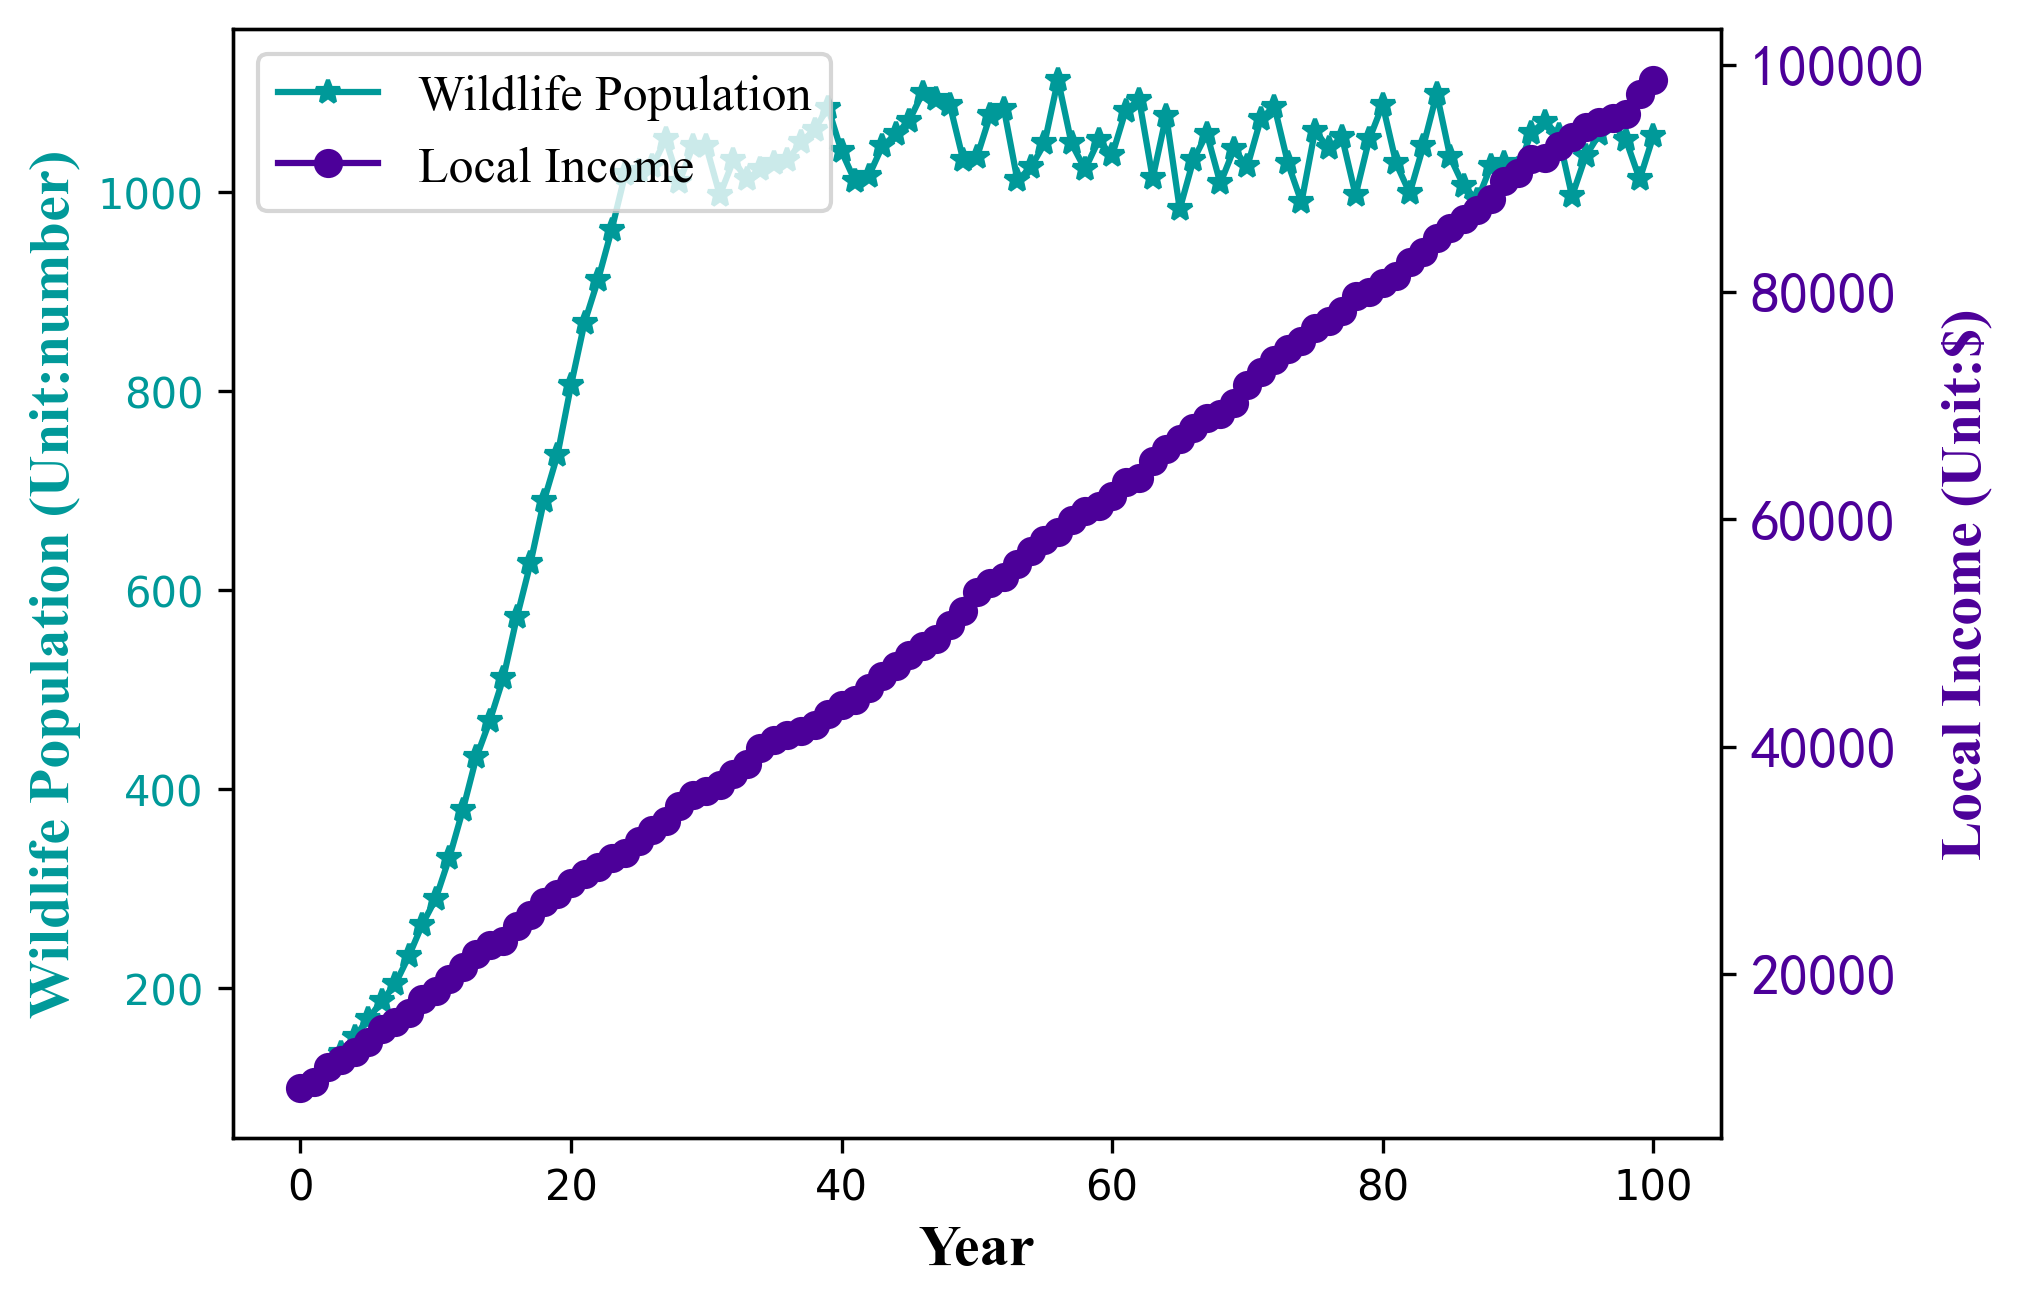 Wildlife Population
Local Income
Wildlife Population (Unit:number)
1000
800
600
400
200
100000
80000
60000
40000
20000
Local Income (Unit:$)
0 20 40 60 80 100
Year